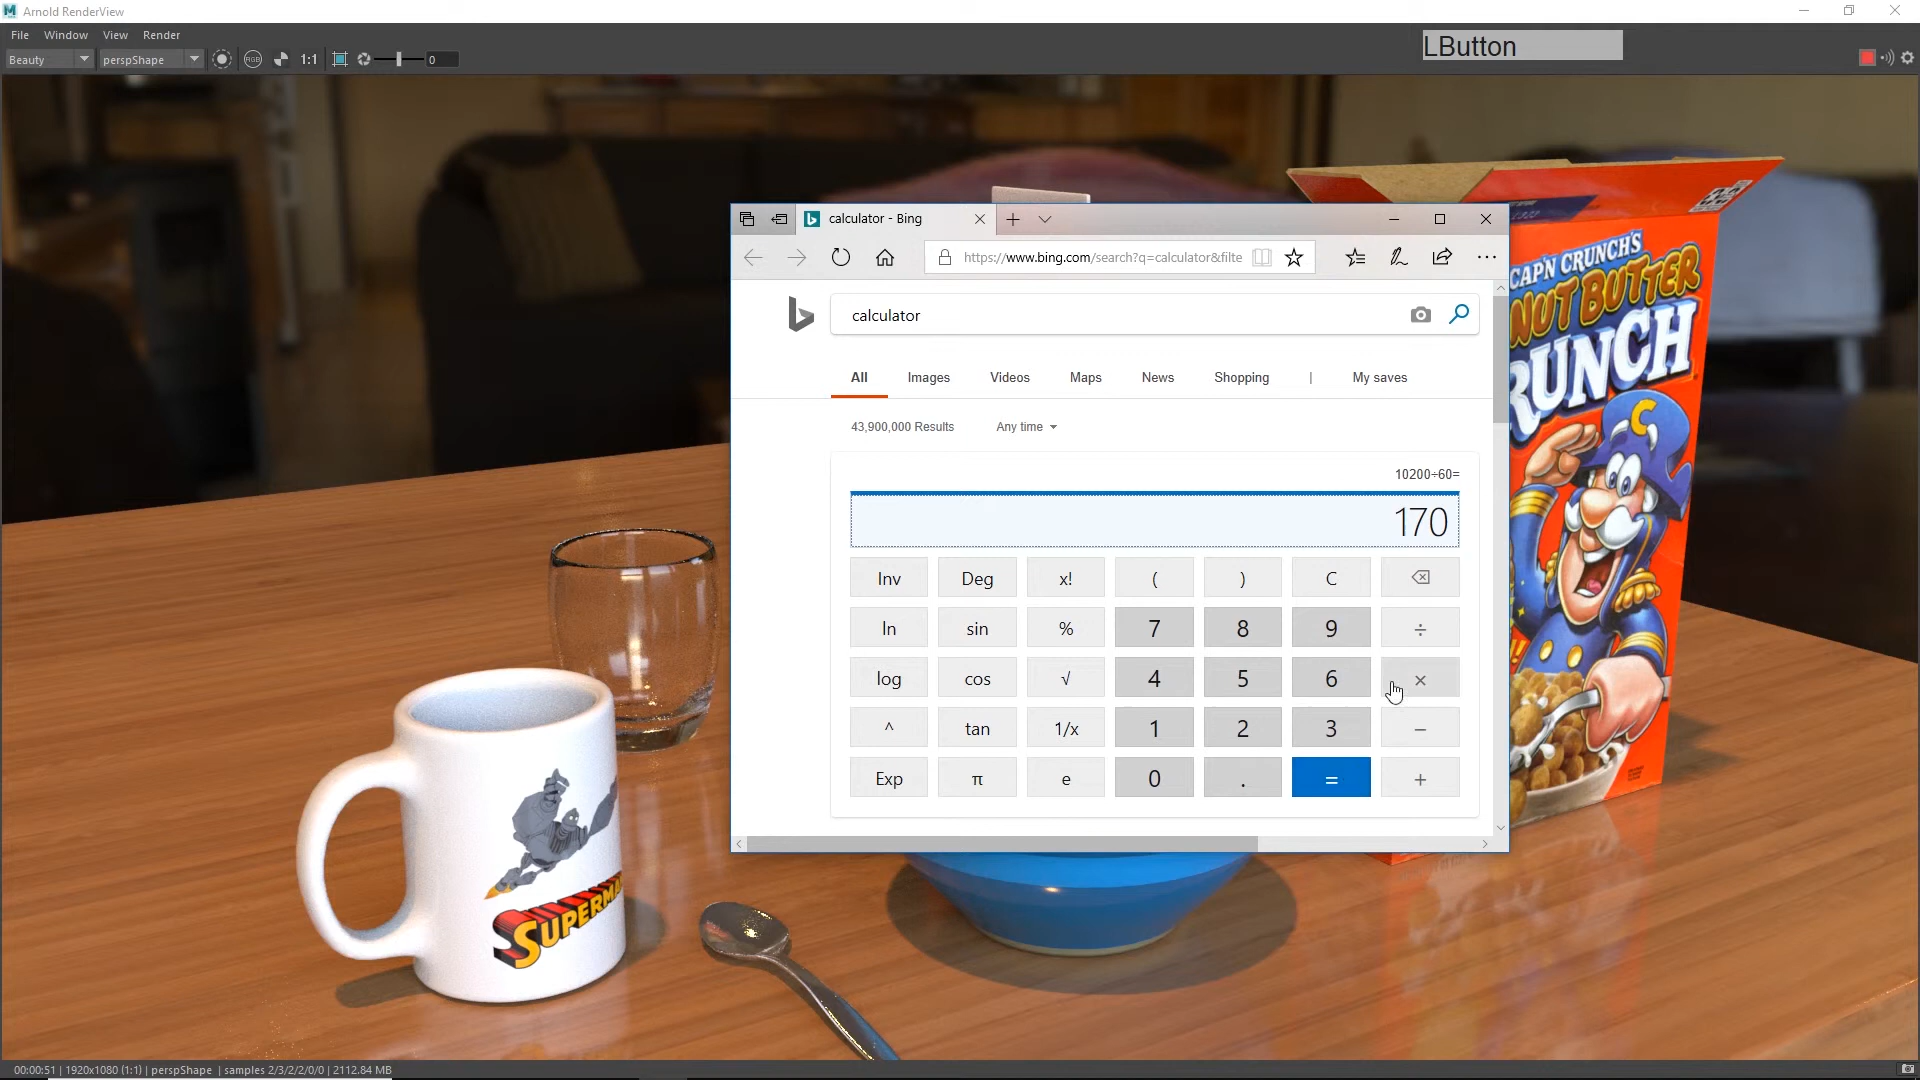 Arnold RenderView
File Window View Render
LButton
Beauty perspShape RGB 1:1 0
calculator - Bing
https://www.bing.com/search?q=calculator&filte
calculator
All Images Videos Maps News Shopping | My saves
43,900,000 Results Any time
10200÷60=
170
Inv Deg x! ( ) C
ln sin % 7 8 9 ÷
log cos √ 4 5 6 ×
^ tan 1/x 1 2 3 −
Exp π e 0 . = +
CAP'N CRUNCH'S
NUT BUTTER
RUNCH
C
SUPERMA
00:00:51 | 1920x1080 (1:1) | perspShape | samples 2/3/2/2/0/0 | 2112.84 MB